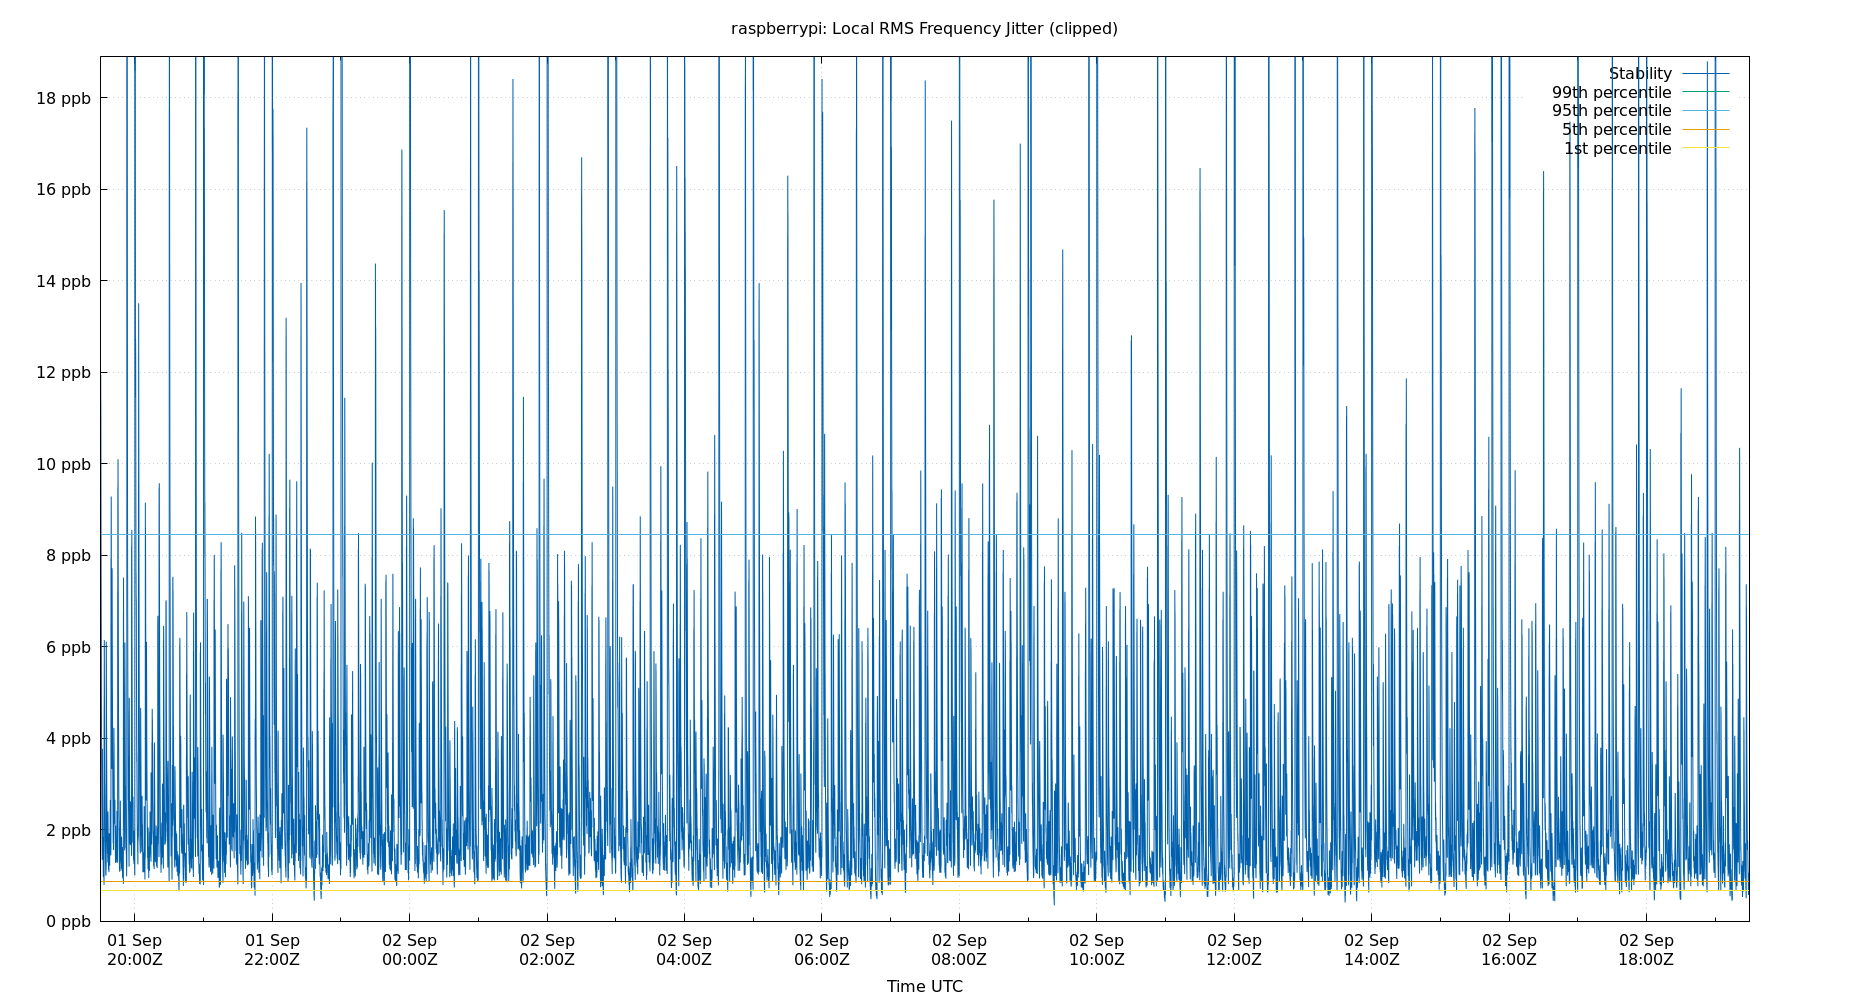 raspberrypi: Local RMS Frequency Jitter (clipped)
Stability
99th percentile
95th percentile
5th percentile
1st percentile
18 ppb
16 ppb
14 ppb
12 ppb
10 ppb
8 ppb
6 ppb
4 ppb
2 ppb
0 ppb
01 Sep 01 Sep 02 Sep 02 Sep 02 Sep 02 Sep 02 Sep 02 Sep 02 Sep 02 Sep 02 Sep 02 Sep
20:00Z 22:00Z 00:00Z 02:00Z 04:00Z 06:00Z 08:00Z 10:00Z 12:00Z 14:00Z 16:00Z 18:00Z
Time UTC